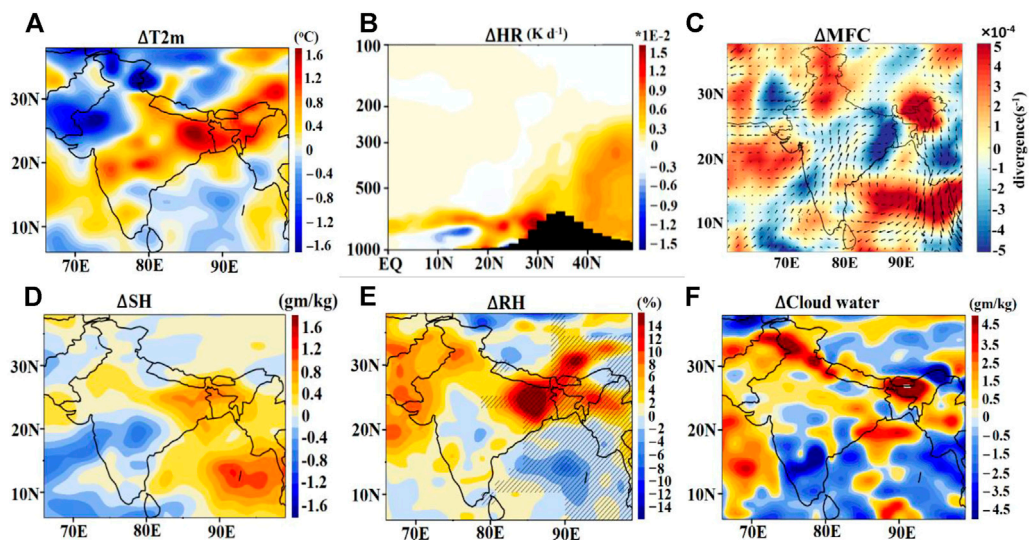 A
ΔT2m
(°C)
30N
20N
10N
70E 80E 90E
1.6
1.2
0.8
0.4
0
−0.4
−0.8
−1.2
−1.6
B
ΔHR (K d⁻¹)
*1E-2
100
200
300
500
1000
EQ 10N 20N 30N 40N
1.5
1.2
0.9
0.6
0.3
0
−0.3
−0.6
−0.9
−1.2
−1.5
C
ΔMFC
×10⁻⁴
30N
20N
10N
70E 80E 90E
5
4
3
2
1
0
-1
-2
-3
-4
-5
divergence(s⁻¹)
D
ΔSH
(gm/kg)
30N
20N
10N
70E 80E 90E
1.6
1.2
0.8
0.4
0
−0.4
−0.8
−1.2
−1.6
E
ΔRH
(%)
30N
20N
10N
70E 80E 90E
14
12
10
8
6
4
2
0
−2
−4
−6
−8
−10
−12
−14
F
ΔCloud water
(gm/kg)
30N
20N
10N
70E 80E 90E
4.5
3.5
2.5
1.5
0.5
0
−0.5
−1.5
−2.5
−3.5
−4.5